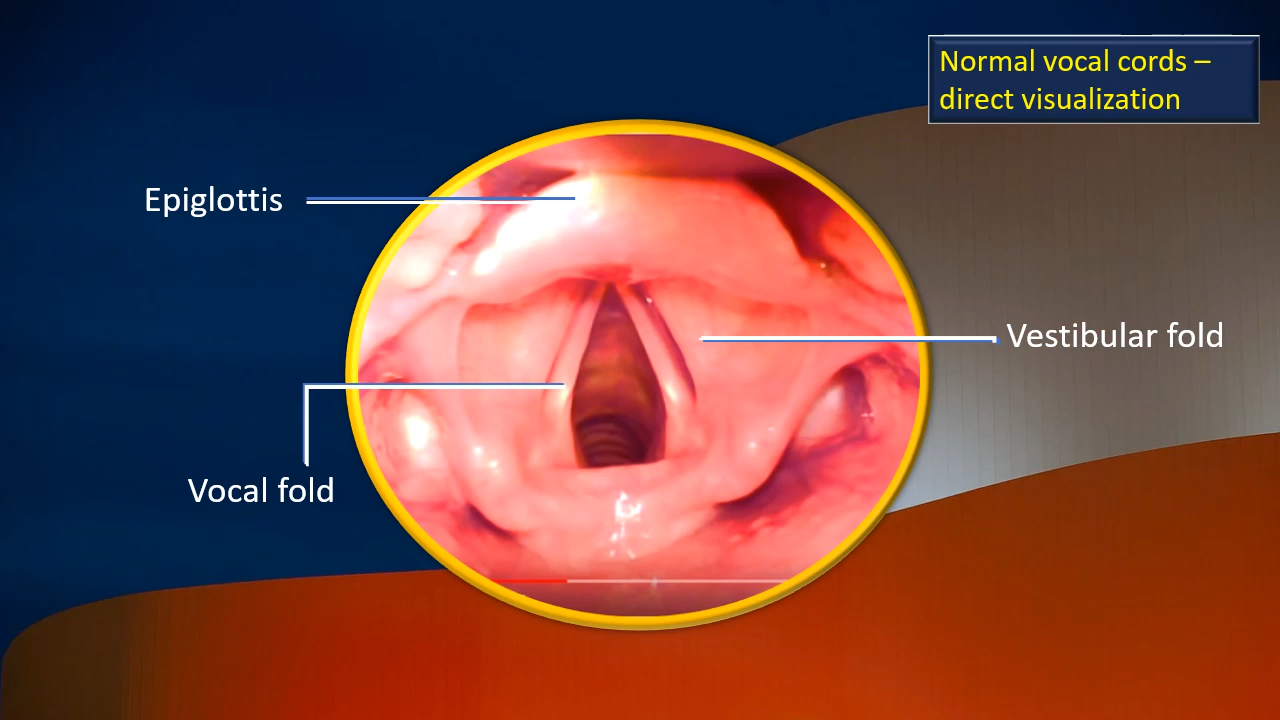 Normal vocal cords –
direct visualization
Epiglottis
Vestibular fold
Vocal fold